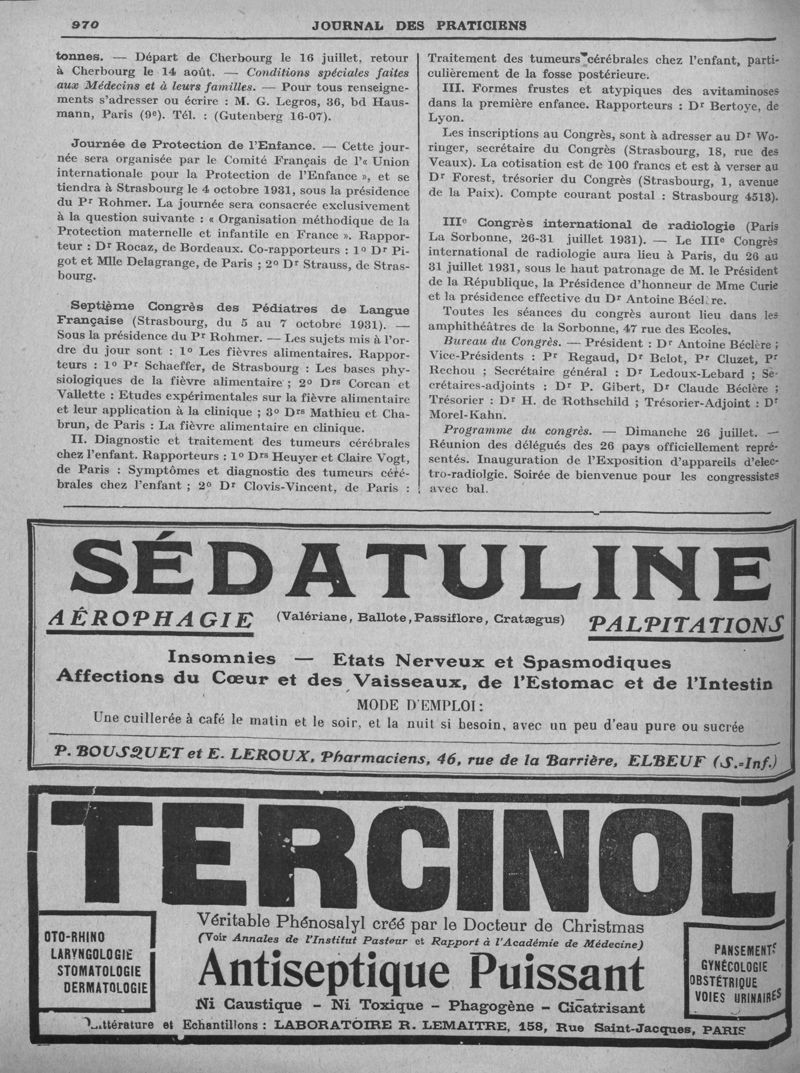 970
JOURNAL DES PRATICIENS
tonnes. — Départ de Cherbourg le 16 juillet, retour
à Cherbourg le 14 août. — Conditions spéciales faites
aux Médecins et à leurs familles. — Pour tous renseigne-
ments s'adresser ou écrire : M. G. Legros, 36, bd Haus-
mann, Paris (9e). Tél. : (Gutenberg 16-07).
Journée de Protection de l'Enfance. — Cette jour-
née sera organisée par le Comité Français de l'« Union
internationale pour la Protection de l'Enfance », et se
tiendra à Strasbourg le 4 octobre 1931, sous la présidence
du Pr Rohmer. La journée sera consacrée exclusivement
à la question suivante : « Organisation méthodique de la
Protection maternelle et infantile en France ». Rappor-
teur : Dr Rocaz, de Bordeaux. Co-rapporteurs : 1o Dr Pi-
got et Mlle Delagrange, de Paris ; 2o Dr Strauss, de Stras-
bourg.
Septième Congrès des Pédiatres de Langue
Française (Strasbourg, du 5 au 7 octobre 1931). —
Sous la présidence du Pr Rohmer. — Les sujets mis à l'or-
dre du jour sont : 1o Les fièvres alimentaires. Rappor-
teurs : 1o Pr Schaeffer, de Strasbourg : Les bases phy-
siologiques de la fièvre alimentaire ; 2o Drs Corcan et
Vallette : Etudes expérimentales sur la fièvre alimentaire
et leur application à la clinique ; 3o Drs Mathieu et Cha-
brun, de Paris : La fièvre alimentaire en clinique.
II. Diagnostic et traitement des tumeurs cérébrales
chez l'enfant. Rapporteurs : 1o Drs Heuyer et Claire Vogt,
de Paris : Symptômes et diagnostic des tumeurs céré-
brales chez l'enfant ; 2o Dr Clovis-Vincent, de Paris :
Traitement des tumeurs cérébrales chez l'enfant, parti-
culièrement de la fosse postérieure.
III. Formes frustes et atypiques des avitaminoses
dans la première enfance. Rapporteurs : Dr Bertoye, de
Lyon.
Les inscriptions au Congrès, sont à adresser au Dr Wo-
ringer, secrétaire du Congrès (Strasbourg, 18, rue des
Veaux). La cotisation est de 100 francs et est à verser au
Dr Forest, trésorier du Congrès (Strasbourg, 1, avenue
de la Paix). Compte courant postal : Strasbourg 4513).
IIIe Congrès international de radiologie (Paris
La Sorbonne, 26-31 juillet 1931). — Le IIIe Congrès
international de radiologie aura lieu à Paris, du 26 au
31 juillet 1931, sous le haut patronage de M. le Président
de la République, la Présidence d'honneur de Mme Curie
et la présidence effective du Dr Antoine Béclère.
Toutes les séances du congrès auront lieu dans les
amphithéâtres de la Sorbonne, 47 rue des Ecoles.
Bureau du Congrès. — Président : Dr Antoine Béclère ;
Vice-Présidents : Pr Regaud, Dr Belot, Pr Cluzet, Pr
Rechou ; Secrétaire général : Dr Ledoux-Lebard ; Se-
crétaires-adjoints : Dr P. Gibert, Dr Claude Béclère ;
Trésorier : Dr H. de Rothschild ; Trésorier-Adjoint : Dr
Morel-Kahn.
Programme du congrès. — Dimanche 26 juillet. —
Réunion des délégués des 26 pays officiellement repré-
sentés. Inauguration de l'Exposition d'appareils d'elec-
tro-radiolgie. Soirée de bienvenue pour les congressistes
avec bal.
SÉDATULINE
AÉROPHAGIE (Valériane, Ballote, Passiflore, Cratægus) PALPITATIONS
Insomnies — Etats Nerveux et Spasmodiques
Affections du Cœur et des Vaisseaux, de l'Estomac et de l'Intestin
MODE D'EMPLOI :
Une cuillerée à café le matin et le soir, et la nuit si besoin, avec un peu d'eau pure ou sucrée
P. BOUSQUET et E. LEROUX, Pharmaciens, 46, rue de la Barrière, ELBEUF (S.-Inf.)
TERCINOL
Véritable Phénosalyl créé par le Docteur de Christmas
(Voir Annales de l'Institut Pasteur et Rapport à l'Académie de Médecine)
OTO-RHINO
LARYNGOLOGIE
STOMATOLOGIE
DERMATOLOGIE
Antiseptique Puissant
Ni Caustique - Ni Toxique - Phagogène - Cicatrisant
PANSEMENTS
GYNÉCOLOGIE
OBSTÉTRIQUE
VOIES URINAIRES
Littérature et Echantillons : LABORATOIRE R. LEMAITRE, 158, Rue Saint-Jacques, PARIS